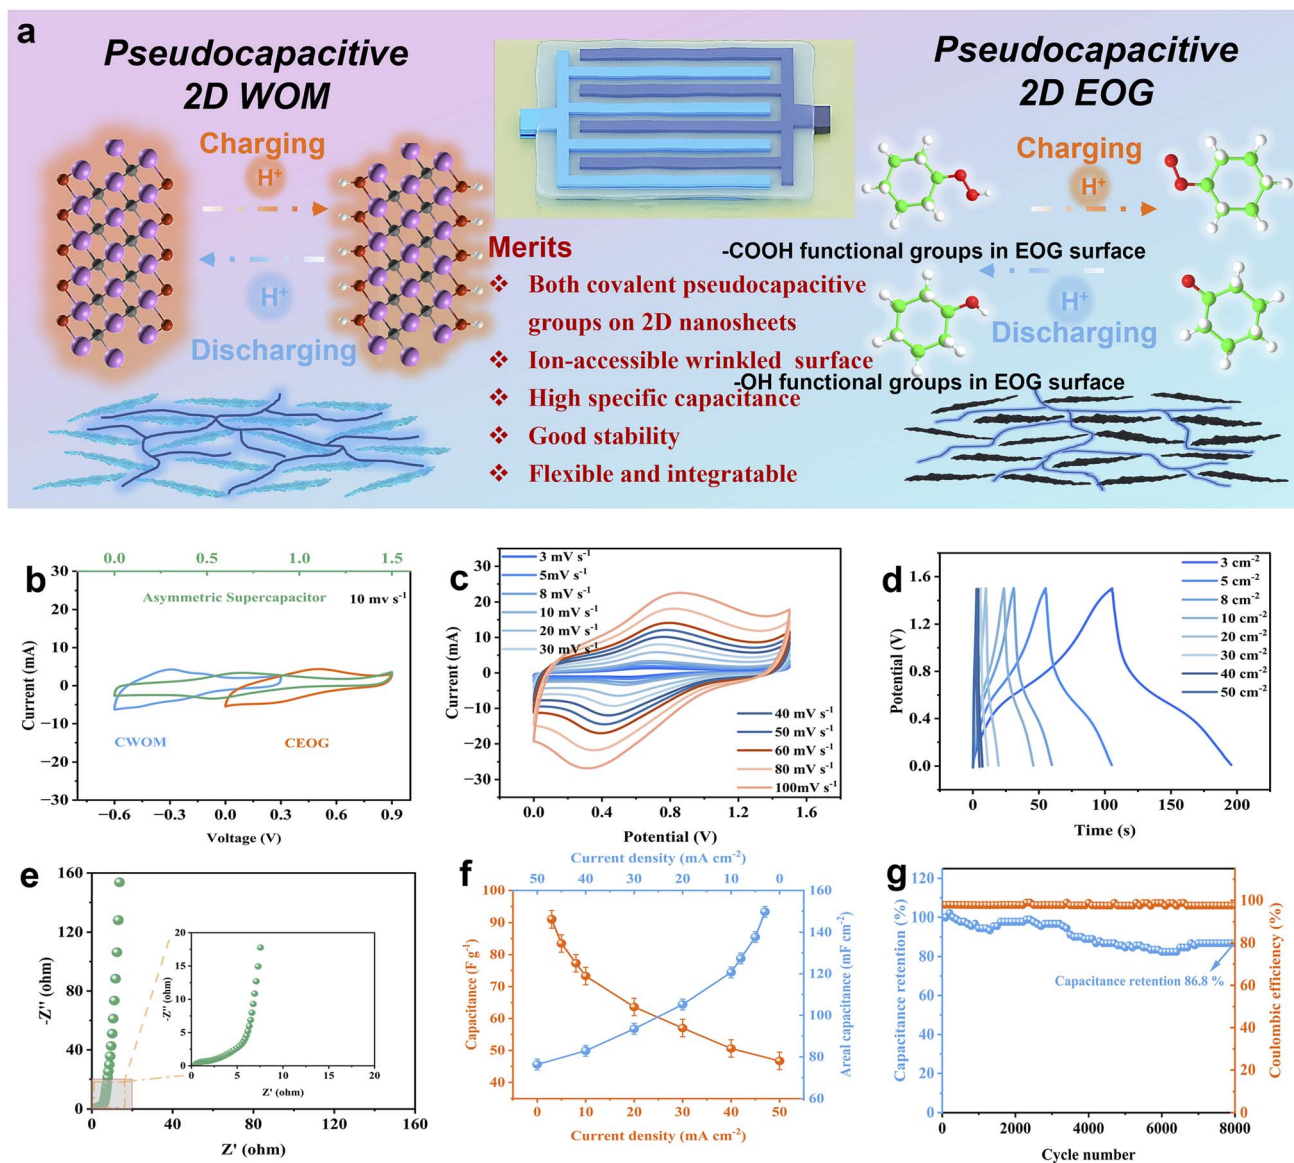 a
Pseudocapacitive
2D WOM
Charging
H⁺
H⁺
Discharging
Pseudocapacitive
2D EOG
Charging
H⁺
-COOH functional groups in EOG surface
H⁺
Discharging
-OH functional groups in EOG surface
Merits
❖ Both covalent pseudocapacitive
groups on 2D nanosheets
❖ Ion-accessible wrinkled surface
❖ High specific capacitance
❖ Good stability
❖ Flexible and integratable
b
0.0 0.5 1.0 1.5
Asymmetric Supercapacitor
10 mv s⁻¹
30
20
10
0
−10
−20
−30
Current (mA)
CWOM
CEOG
−0.6 −0.3 0.0 0.3 0.6 0.9
Voltage (V)
c
3 mV s⁻¹
5mV s⁻¹
8 mV s⁻¹
10 mV s⁻¹
20 mV s⁻¹
30 mV s⁻¹
40 mV s⁻¹
50 mV s⁻¹
60 mV s⁻¹
80 mV s⁻¹
100mV s⁻¹
30
20
10
0
−10
−20
−30
Current (mA)
0.0 0.4 0.8 1.2 1.6
Potential (V)
d
3 cm⁻²
5 cm⁻²
8 cm⁻²
10 cm⁻²
20 cm⁻²
30 cm⁻²
40 cm⁻²
50 cm⁻²
1.6
1.2
0.8
0.4
0.0
Potential (V)
0 50 100 150 200
Time (s)
e
160
120
80
40
0
-Z'' (ohm)
0 40 80 120 160
Z' (ohm)
20
15
10
5
0
-Z'' (ohm)
0 5 10 15 20
Z' (ohm)
f
Current density (mA cm⁻²)
50 40 30 20 10 0
100
90
80
70
60
50
40
Capacitance (F g⁻¹)
160
140
120
100
80
60
Areal capacitance (mF cm⁻²)
0 10 20 30 40 50
Current density (mA cm⁻²)
g
120
100
80
60
40
20
0
Capacitance retention (%)
Capacitance retention 86.8 %
100
80
60
40
20
0
Coulombic efficiency (%)
0 2000 4000 6000 8000
Cycle number